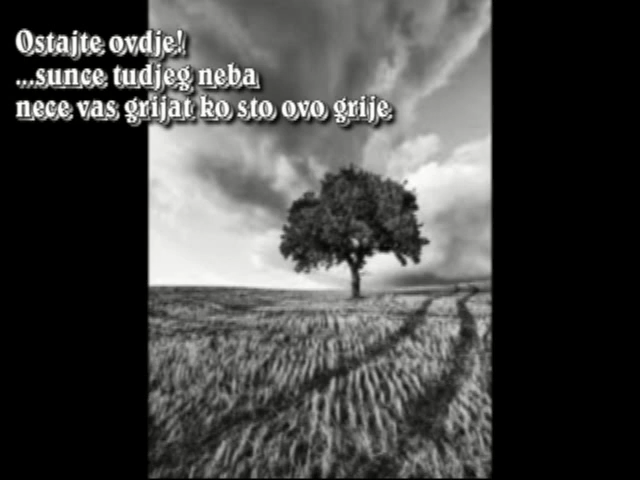 Ostajte ovdje!
...sunce tudjeg neba
nece vas grijat ko sto ovo grije